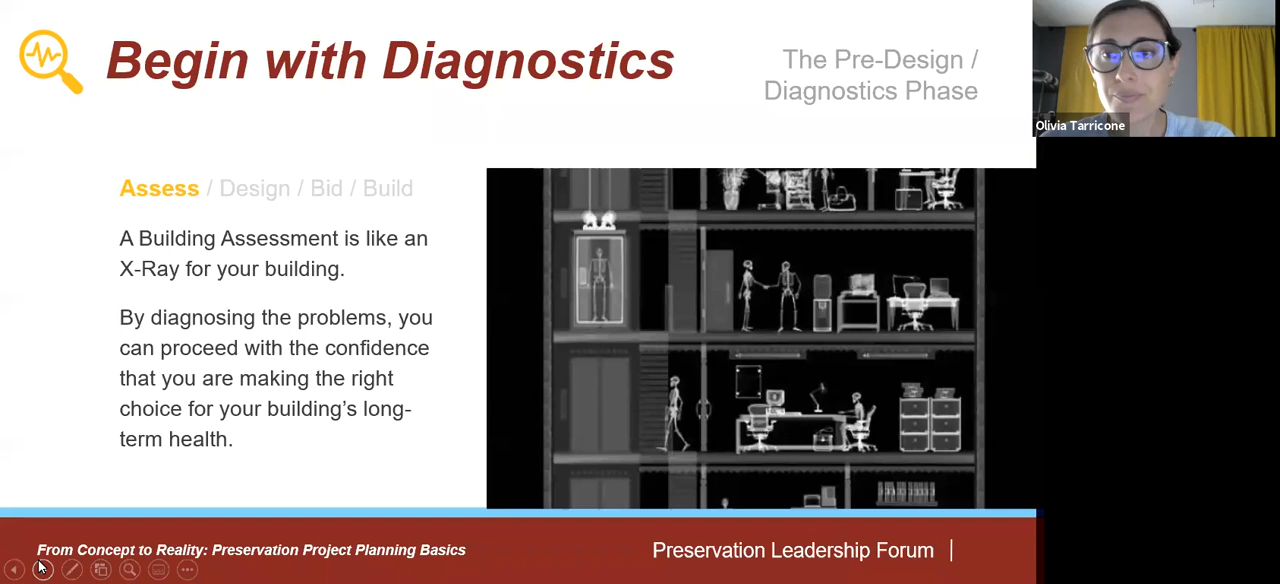 Begin with Diagnostics
The Pre-Design /
Diagnostics Phase
Olivia Tarricone
Assess / Design / Bid / Build
A Building Assessment is like an
X-Ray for your building.
By diagnosing the problems, you
can proceed with the confidence
that you are making the right
choice for your building’s long-
term health.
From Concept to Reality: Preservation Project Planning Basics
Preservation Leadership Forum |